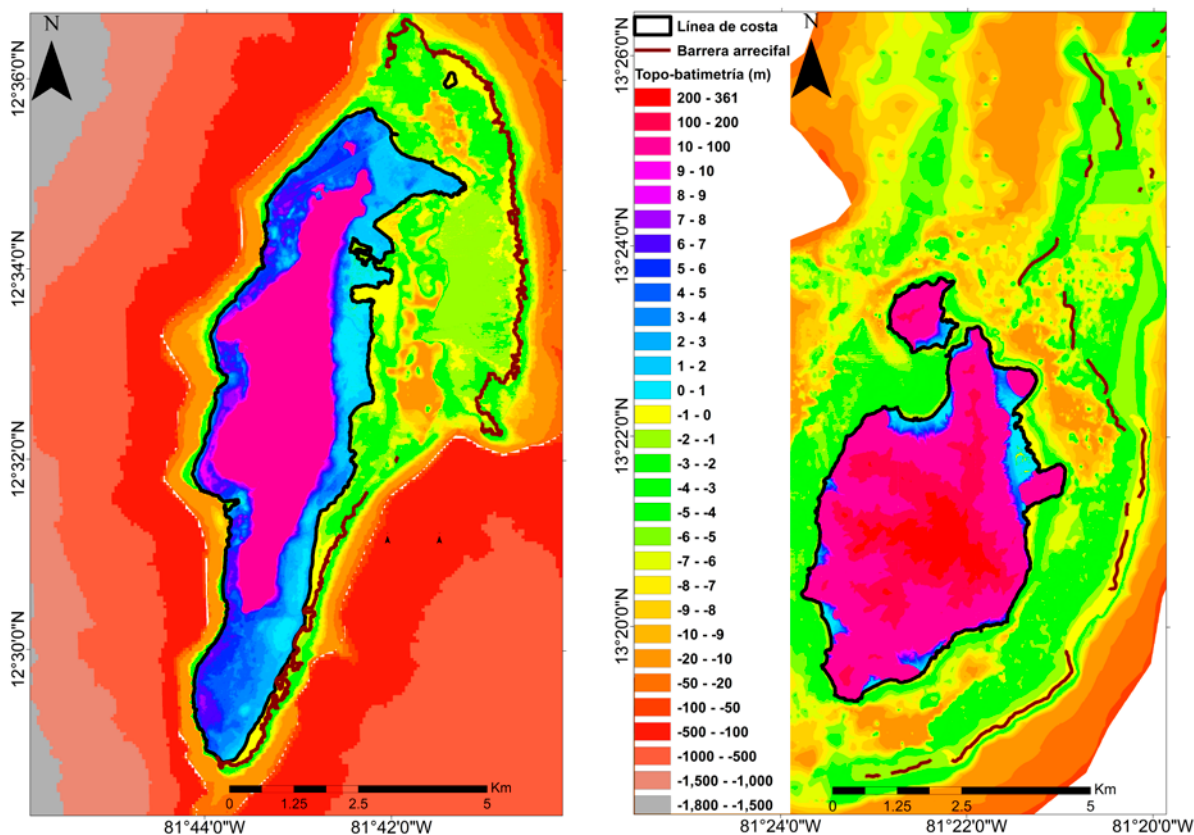 N
12°36'0"N
12°34'0"N
12°32'0"N
12°30'0"N
Km
0 1.25 2.5 5
81°44'0"W 81°42'0"W
Línea de costa
Barrera arrecifal
Topo-batimetría (m)
200 - 361
100 - 200
10 - 100
9 - 10
8 - 9
7 - 8
6 - 7
5 - 6
4 - 5
3 - 4
2 - 3
1 - 2
0 - 1
-1 - 0
-2 - -1
-3 - -2
-4 - -3
-5 - -4
-6 - -5
-7 - -6
-8 - -7
-9 - -8
-10 - -9
-20 - -10
-50 - -20
-100 - -50
-500 - -100
-1000 - -500
-1,500 - -1,000
-1,800 - -1,500
N
13°26'0"N
13°24'0"N
13°22'0"N
13°20'0"N
Km
0 1.25 2.5 5
81°24'0"W 81°22'0"W 81°20'0"W